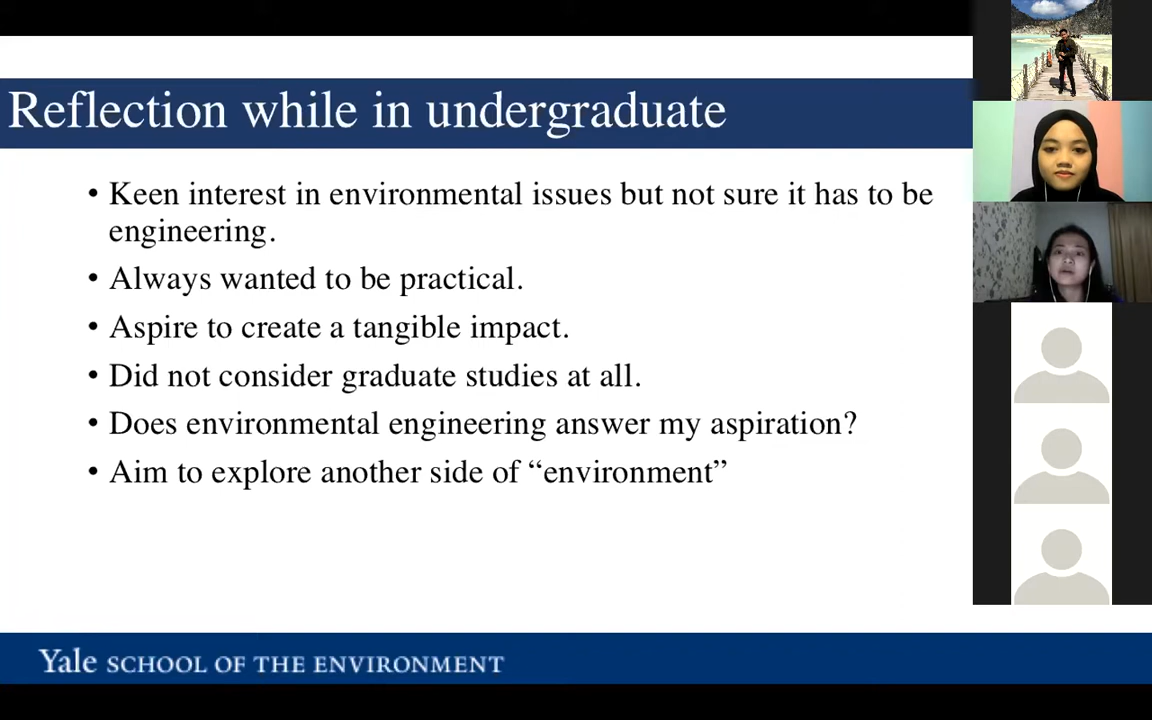 Reflection while in undergraduate
• Keen interest in environmental issues but not sure it has to be
engineering.
• Always wanted to be practical.
• Aspire to create a tangible impact.
• Did not consider graduate studies at all.
• Does environmental engineering answer my aspiration?
• Aim to explore another side of “environment”
Yale SCHOOL OF THE ENVIRONMENT